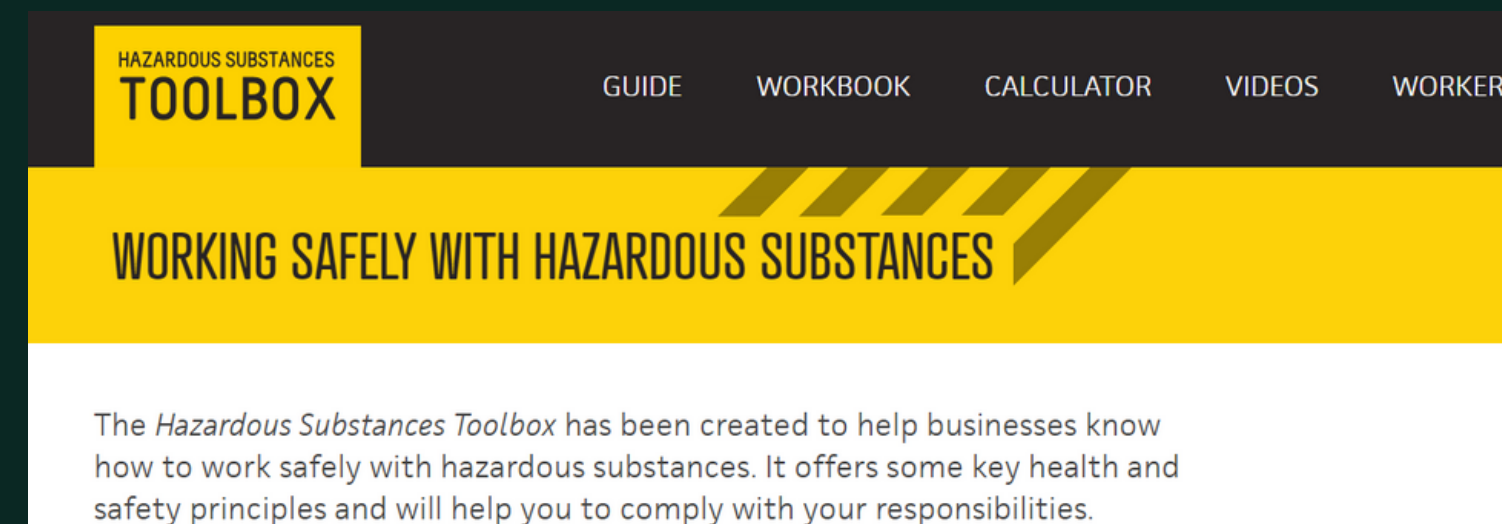 HAZARDOUS SUBSTANCES
TOOLBOX
GUIDE WORKBOOK CALCULATOR VIDEOS WORKER
WORKING SAFELY WITH HAZARDOUS SUBSTANCES
The Hazardous Substances Toolbox has been created to help businesses know
how to work safely with hazardous substances. It offers some key health and
safety principles and will help you to comply with your responsibilities.